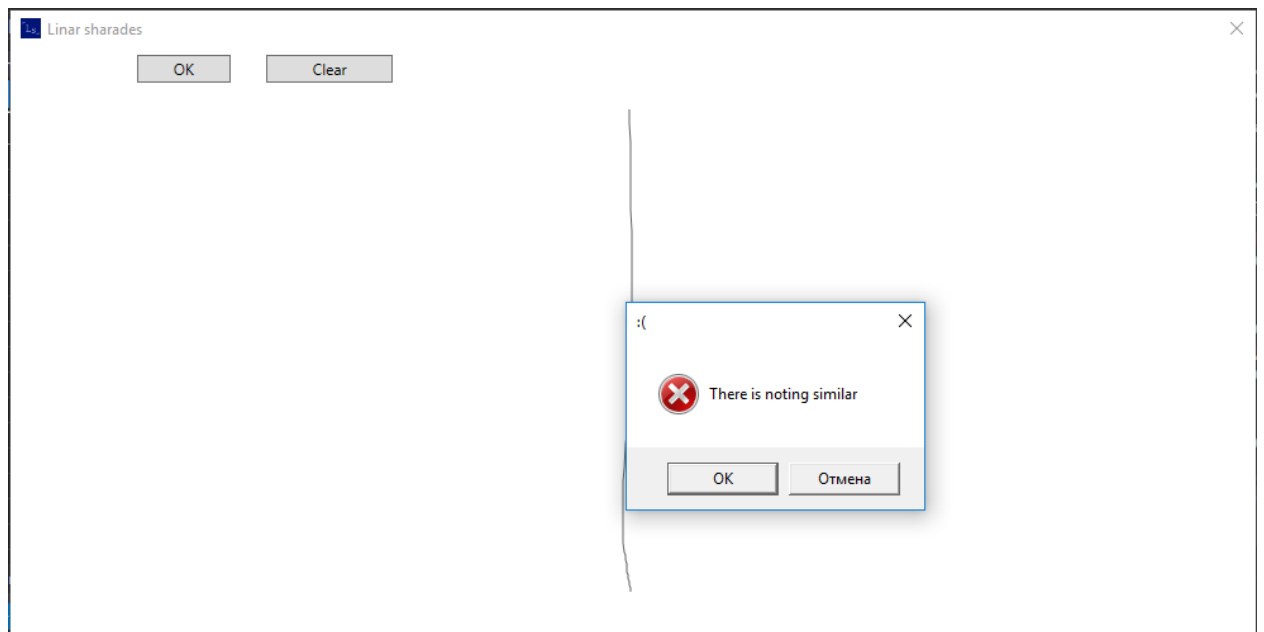 Linar sharades
OK Clear
:(
There is noting similar
OK Отмена